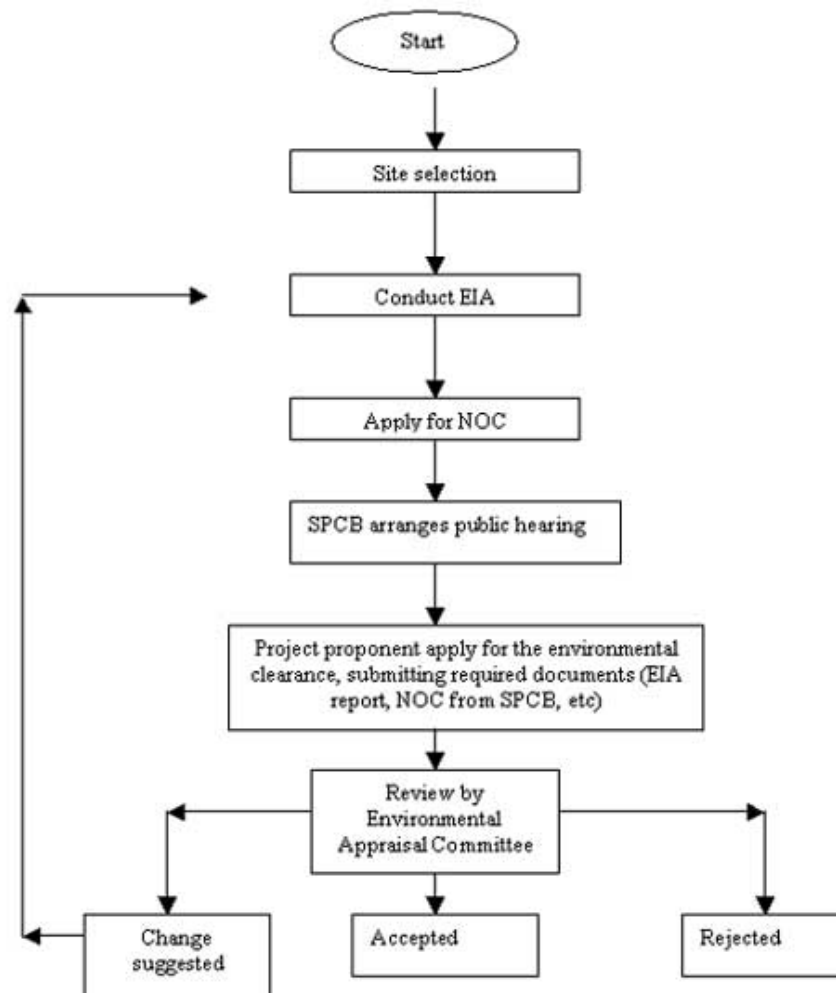 Start
Site selection
Conduct EIA
Apply for NOC
SPCB arranges public hearing
Project proponent apply for the environmental
clearance, submitting required documents (EIA
report, NOC from SPCB, etc)
Review by
Environmental
Appraisal Committee
Change
suggested
Accepted
Rejected